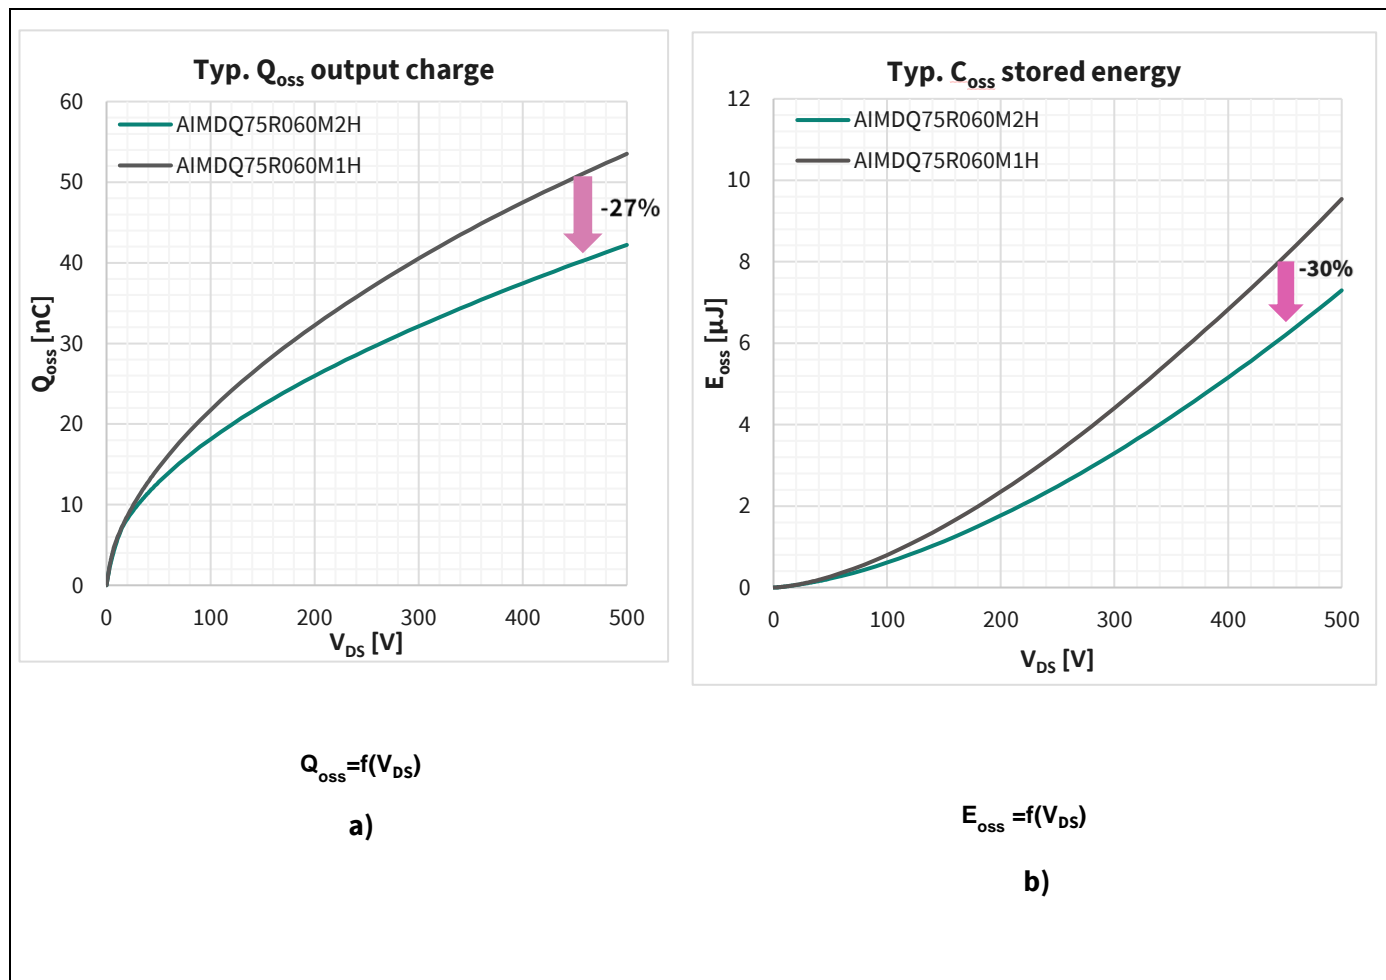 Typ. Qoss output charge
60
50
40
30
20
10
0
Qoss [nC]
AIMDQ75R060M2H
AIMDQ75R060M1H
-27%
0 100 200 300 400 500
VDS [V]
Typ. Coss stored energy
12
10
8
6
4
2
0
Eoss [µJ]
AIMDQ75R060M2H
AIMDQ75R060M1H
-30%
0 100 200 300 400 500
VDS [V]
Qoss=f(VDS)
a)
Eoss =f(VDS)
b)